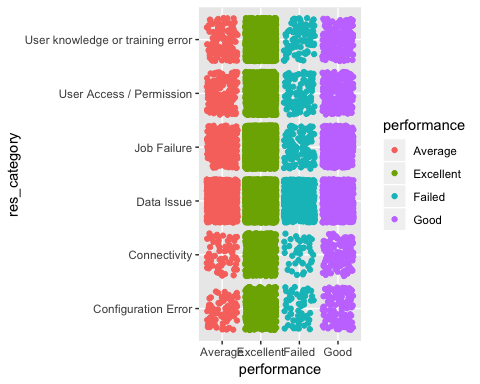 User knowledge or training error
User Access / Permission
Job Failure
Data Issue
Connectivity
Configuration Error
res_category
Average Excellent Failed Good
performance
performance
Average
Excellent
Failed
Good